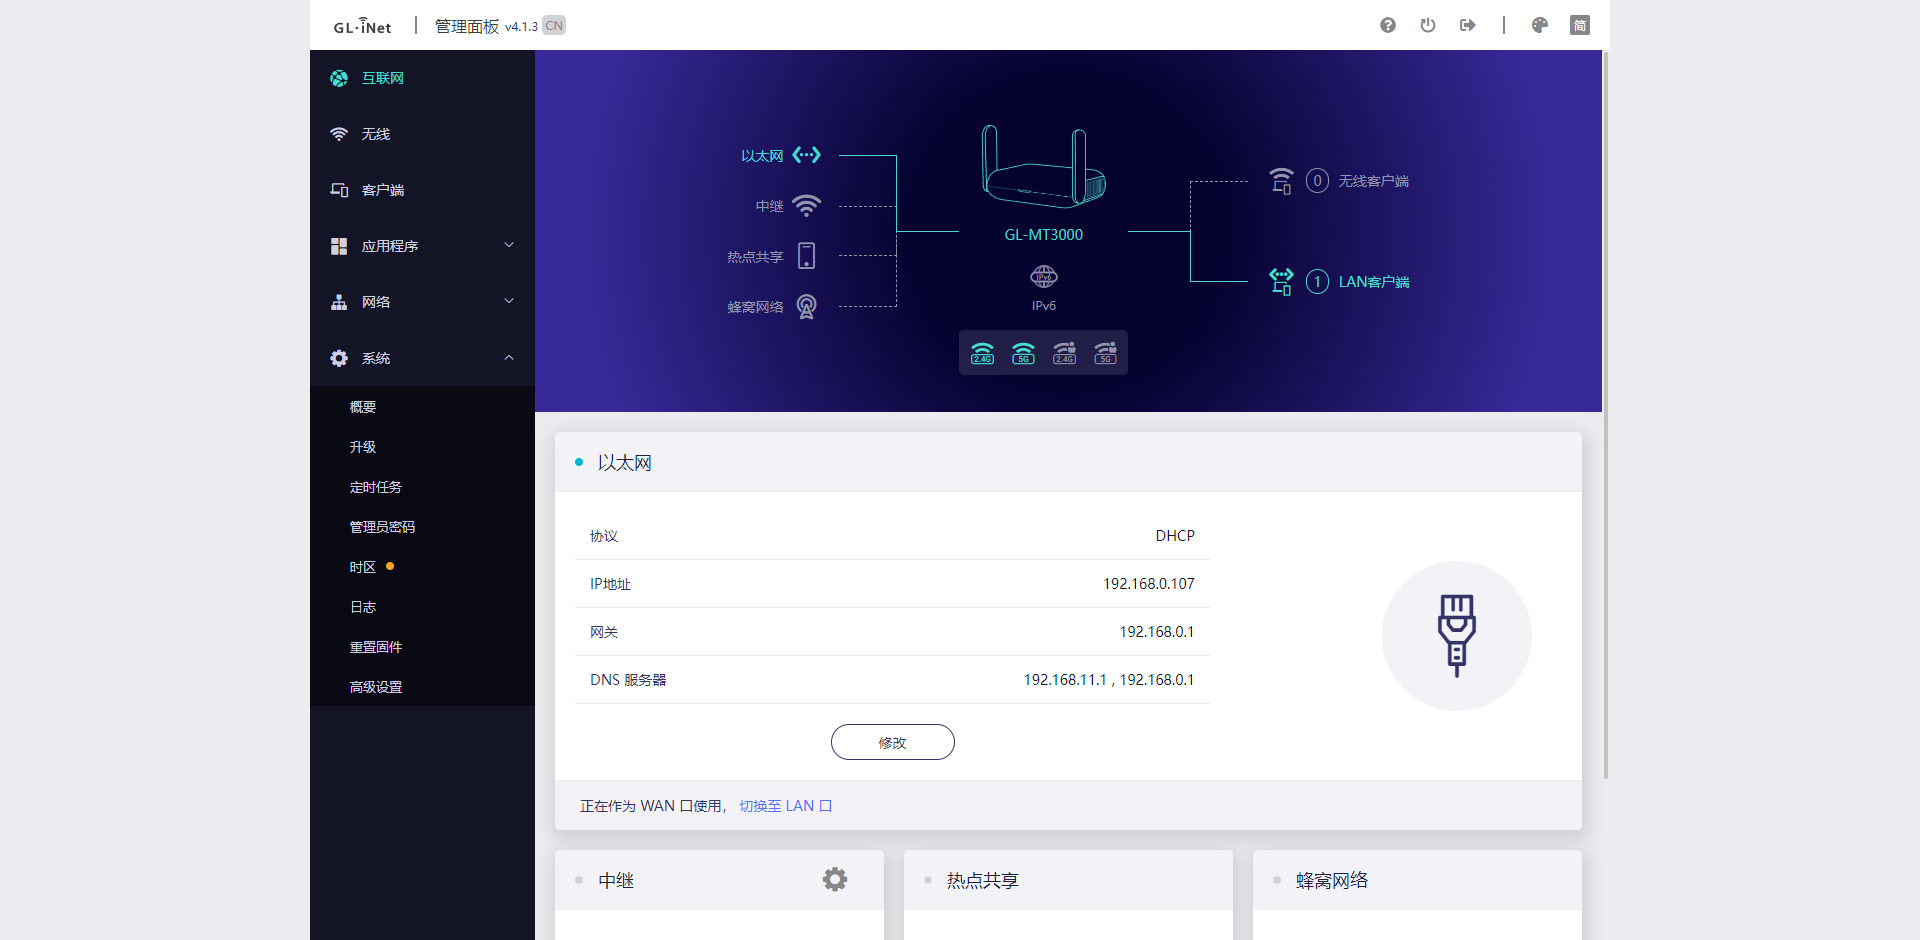 GL·iNet
管理面板 v4.1.3 CN
简
互联网
无线
客户端
应用程序
网络
系统
概要
升级
定时任务
管理员密码
时区
日志
重置固件
高级设置
以太网
中继
热点共享
蜂窝网络
GL-MT3000
IPv6
IPv6
2.4G
5G
2.4G
5G
0 无线客户端
1 LAN客户端
以太网
协议 DHCP
IP地址 192.168.0.107
网关 192.168.0.1
DNS 服务器 192.168.11.1 , 192.168.0.1
修改
正在作为 WAN 口使用， 切换至 LAN 口
中继
热点共享
蜂窝网络